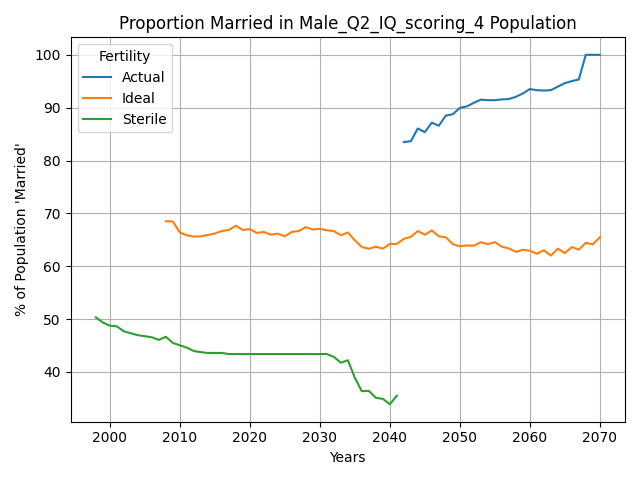 Proportion Married in Male_Q2_IQ_scoring_4 Population
Fertility
Actual
Ideal
Sterile
% of Population 'Married'
100
90
80
70
60
50
40
2000
2010
2020
2030
2040
2050
2060
2070
Years